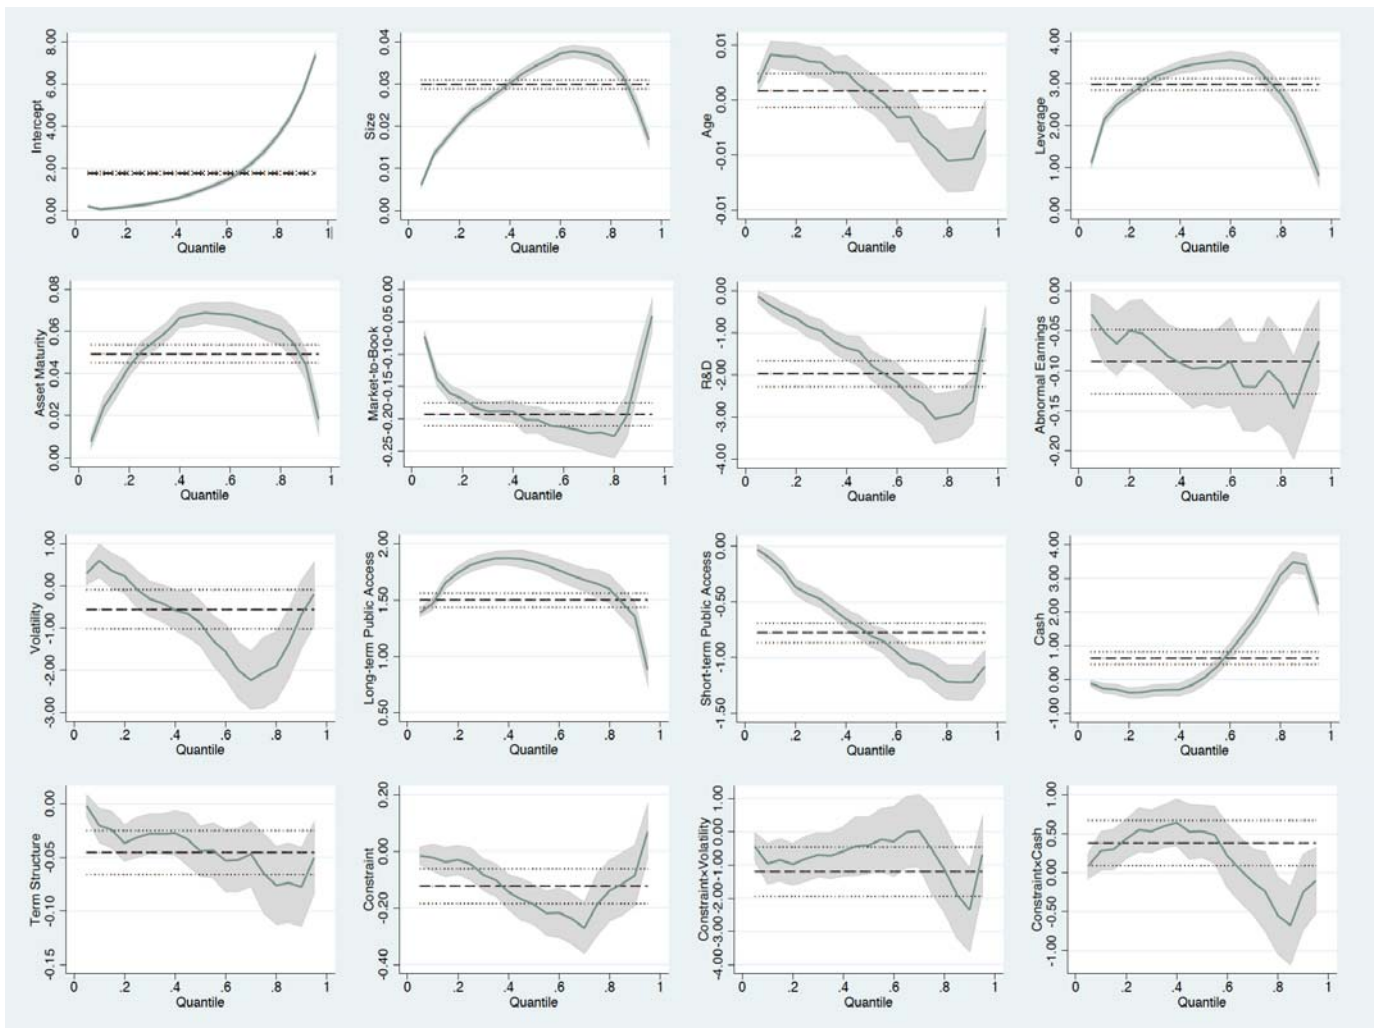 Intercept
0.00 2.00 4.00 6.00 8.00
0 .2 .4 .6 .8 1
Quantile
Size
0.00 0.01 0.02 0.03 0.04
0 .2 .4 .6 .8 1
Quantile
Age
-0.01 -0.01 0.00 0.01
0 .2 .4 .6 .8 1
Quantile
Leverage
0.00 1.00 2.00 3.00 4.00
0 .2 .4 .6 .8 1
Quantile
Asset Maturity
0.00 0.02 0.04 0.06 0.08
0 .2 .4 .6 .8 1
Quantile
Market-to-Book
-0.25 -0.20 -0.15 -0.10 -0.05 0.00
0 .2 .4 .6 .8 1
Quantile
R&D
-4.00 -3.00 -2.00 -1.00 0.00
0 .2 .4 .6 .8 1
Quantile
Abnormal Earnings
-0.20 -0.15 -0.10 -0.05 0.00
0 .2 .4 .6 .8 1
Quantile
Volatility
-3.00 -2.00 -1.00 0.00 1.00
0 .2 .4 .6 .8 1
Quantile
Long-term Public Access
0.50 1.00 1.50 2.00
0 .2 .4 .6 .8 1
Quantile
Short-term Public Access
-1.50 -1.00 -0.50 0.00
0 .2 .4 .6 .8 1
Quantile
Cash
-1.00 0.00 1.00 2.00 3.00 4.00
0 .2 .4 .6 .8 1
Quantile
Term Structure
-0.15 -0.10 -0.05 0.00
0 .2 .4 .6 .8 1
Quantile
Constraint
-0.40 -0.20 0.00 0.20
0 .2 .4 .6 .8 1
Quantile
Constraint×Volatility
-4.00 -3.00 -2.00 -1.00 0.00 1.00
0 .2 .4 .6 .8 1
Quantile
Constraint×Cash
-1.00 -0.50 0.00 0.50 1.00
0 .2 .4 .6 .8 1
Quantile